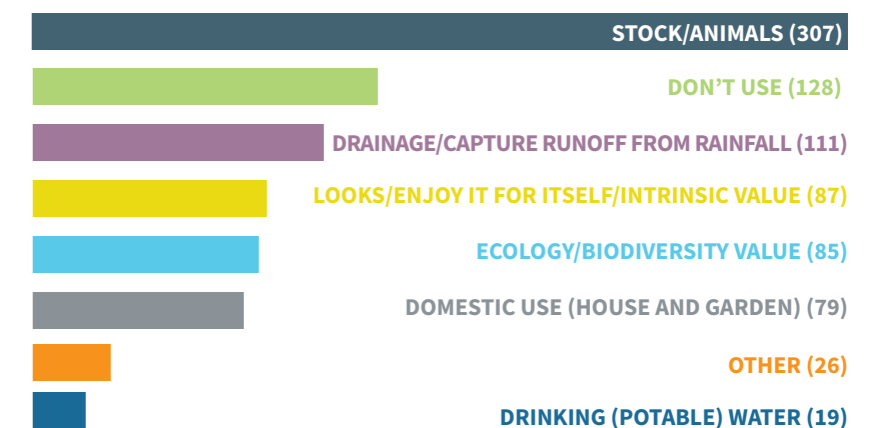 STOCK/ANIMALS (307)
DON’T USE (128)
DRAINAGE/CAPTURE RUNOFF FROM RAINFALL (111)
LOOKS/ENJOY IT FOR ITSELF/INTRINSIC VALUE (87)
ECOLOGY/BIODIVERSITY VALUE (85)
DOMESTIC USE (HOUSE AND GARDEN) (79)
OTHER (26)
DRINKING (POTABLE) WATER (19)